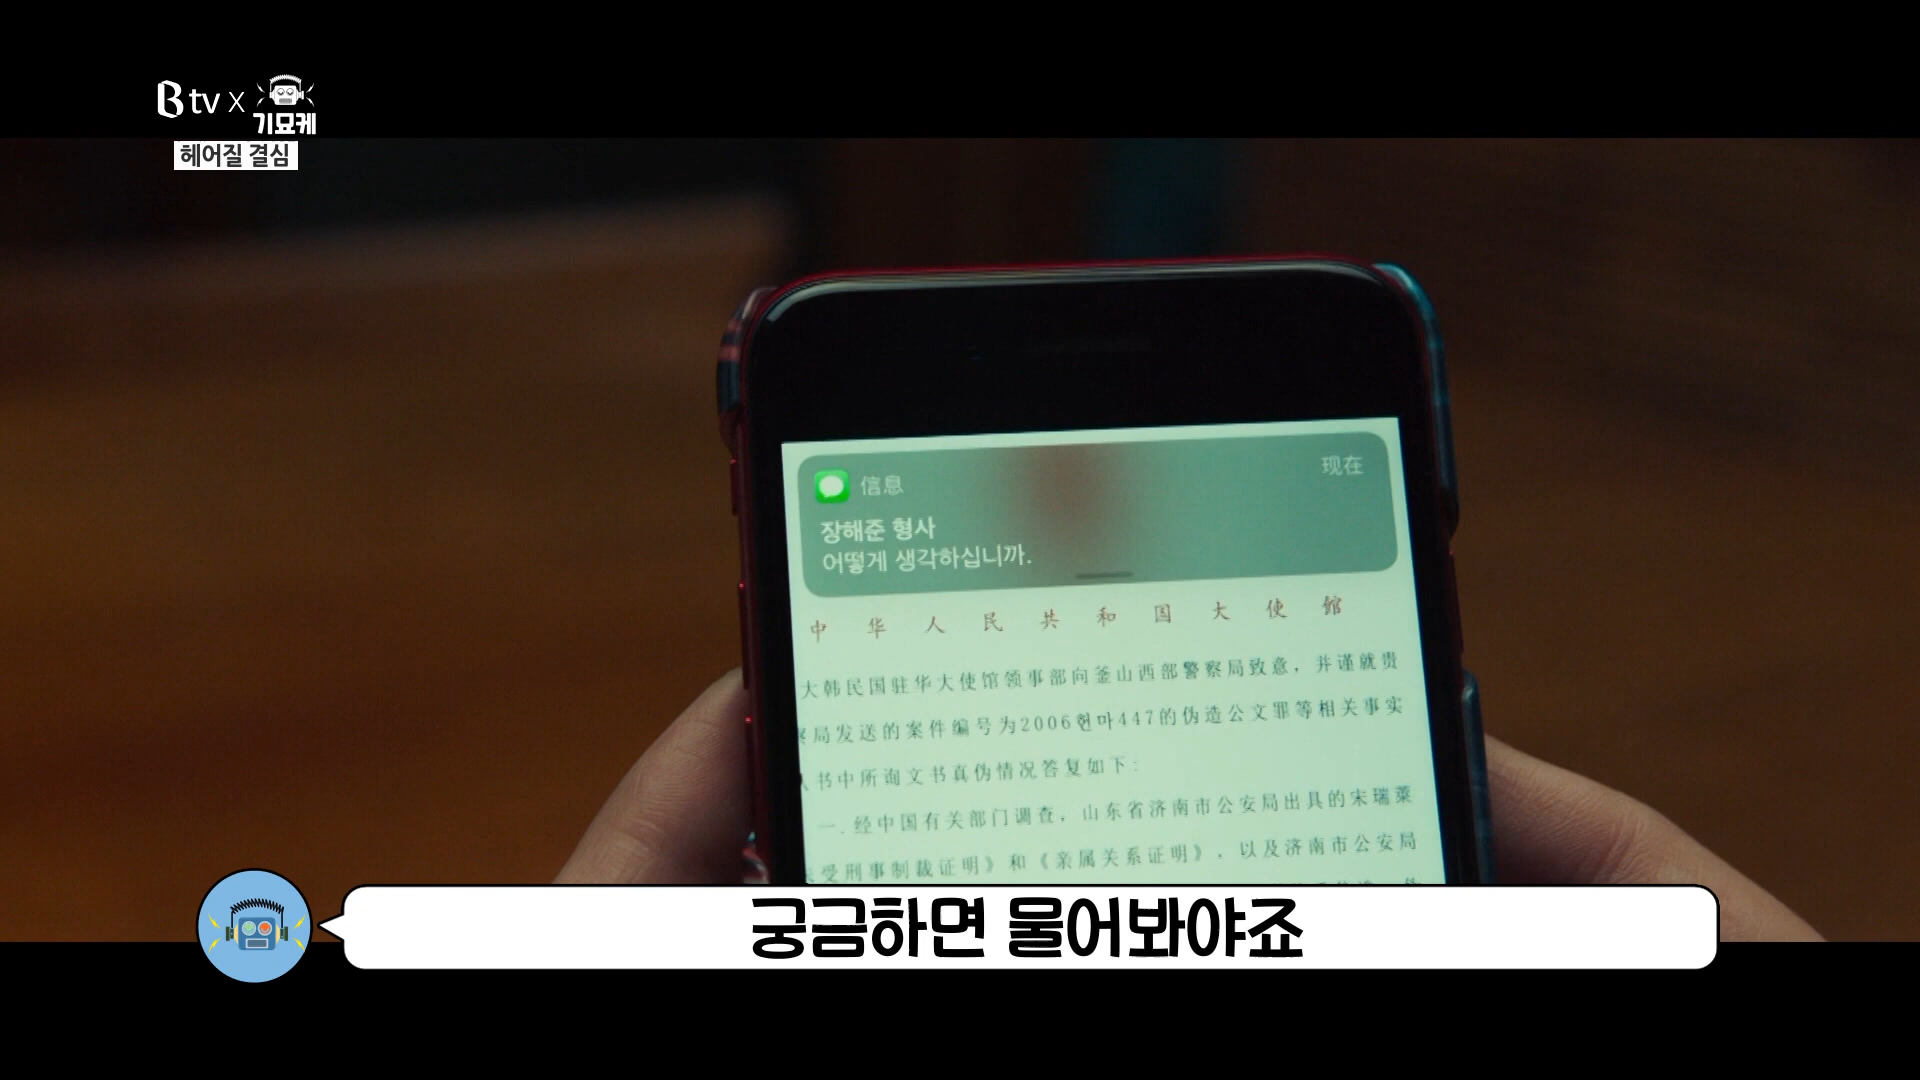 B tv X
기묘케
헤어질 결심
信息
现在
장해준 형사
어떻게 생각하십니까.
中华人民共和国大使馆
大韩民国驻华大使馆领事部向釜山西部警察局致意，并谨就贵
局发送的案件编号为2006현마447的伪造公文罪等相关事实
书中所询文书真伪情况答复如下：
一.经中国有关部门调查，山东省济南市公安局出具的宋瑞莱
受刑事制裁证明》和《亲属关系证明》，以及济南市公安局
궁금하면 물어봐야죠